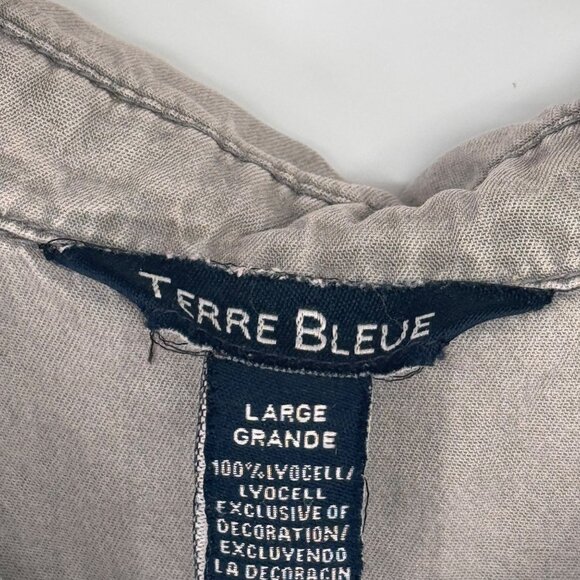 TERRE BLEUE
LARGE
GRANDE
100%LYOCELL/
LYOCELL
EXCLUSIVE OF
DECORATION/
EXCLUYENDO
LA DECORACIN